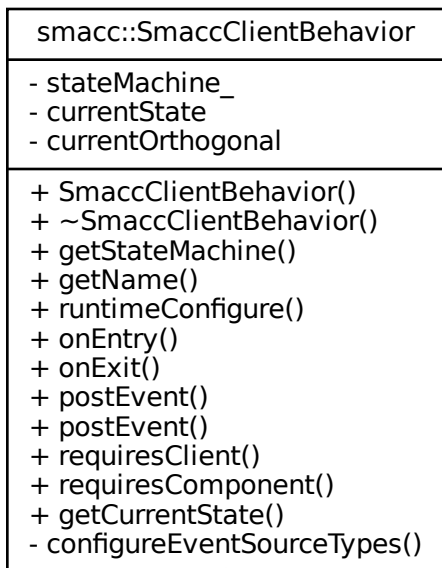 smacc::SmaccClientBehavior
- stateMachine_
- currentState
- currentOrthogonal
+ SmaccClientBehavior()
+ ~SmaccClientBehavior()
+ getStateMachine()
+ getName()
+ runtimeConfigure()
+ onEntry()
+ onExit()
+ postEvent()
+ postEvent()
+ requiresClient()
+ requiresComponent()
+ getCurrentState()
- configureEventSourceTypes()